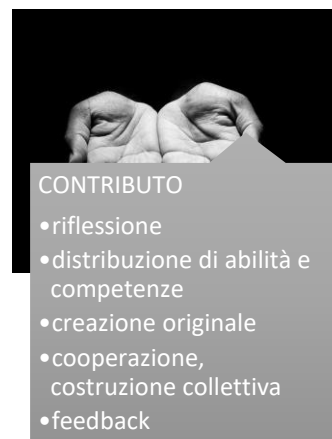 CONTRIBUTO
•riflessione
•distribuzione di abilità e
competenze
•creazione originale
•cooperazione,
costruzione collettiva
•feedback